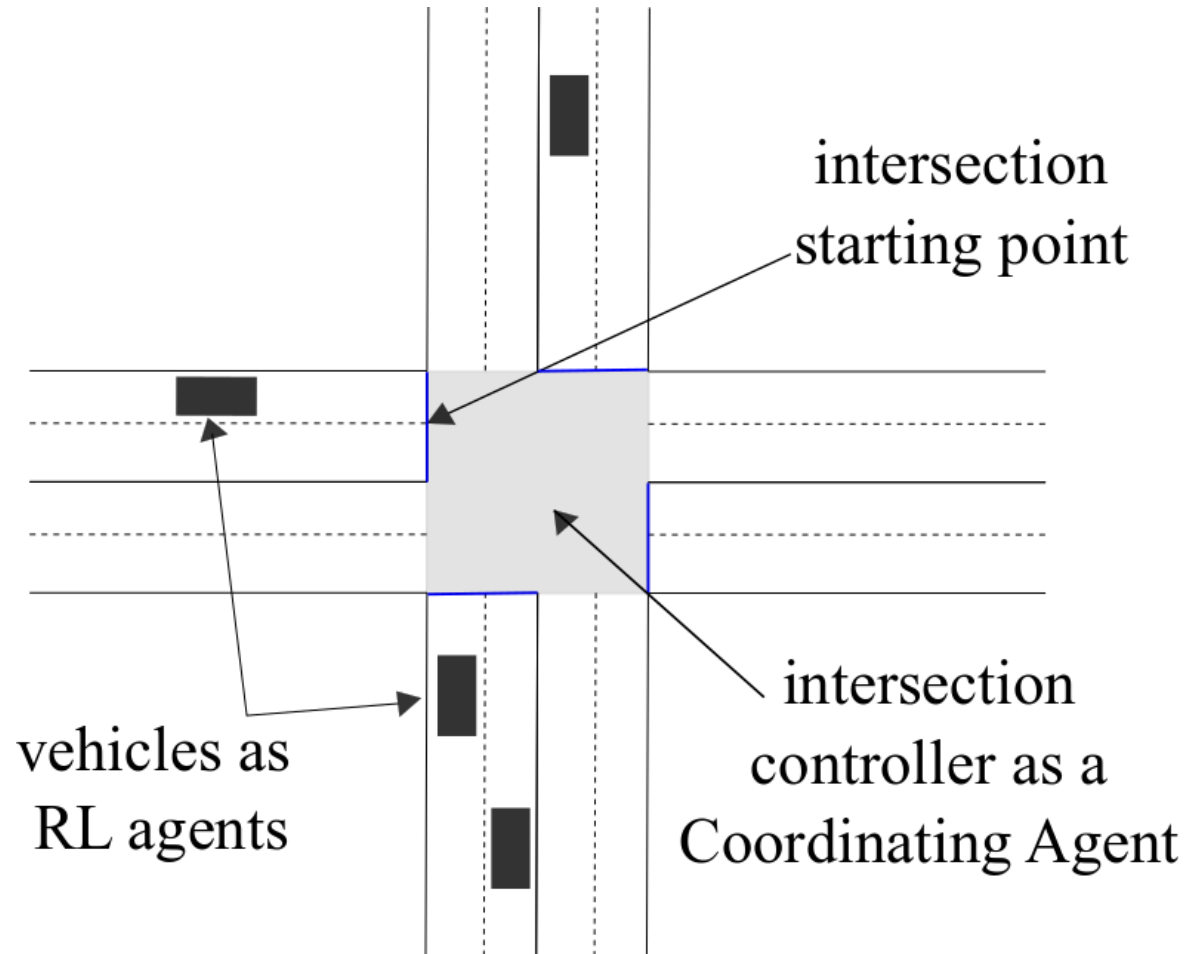 intersection
starting point
vehicles as
RL agents
intersection
controller as a
Coordinating Agent